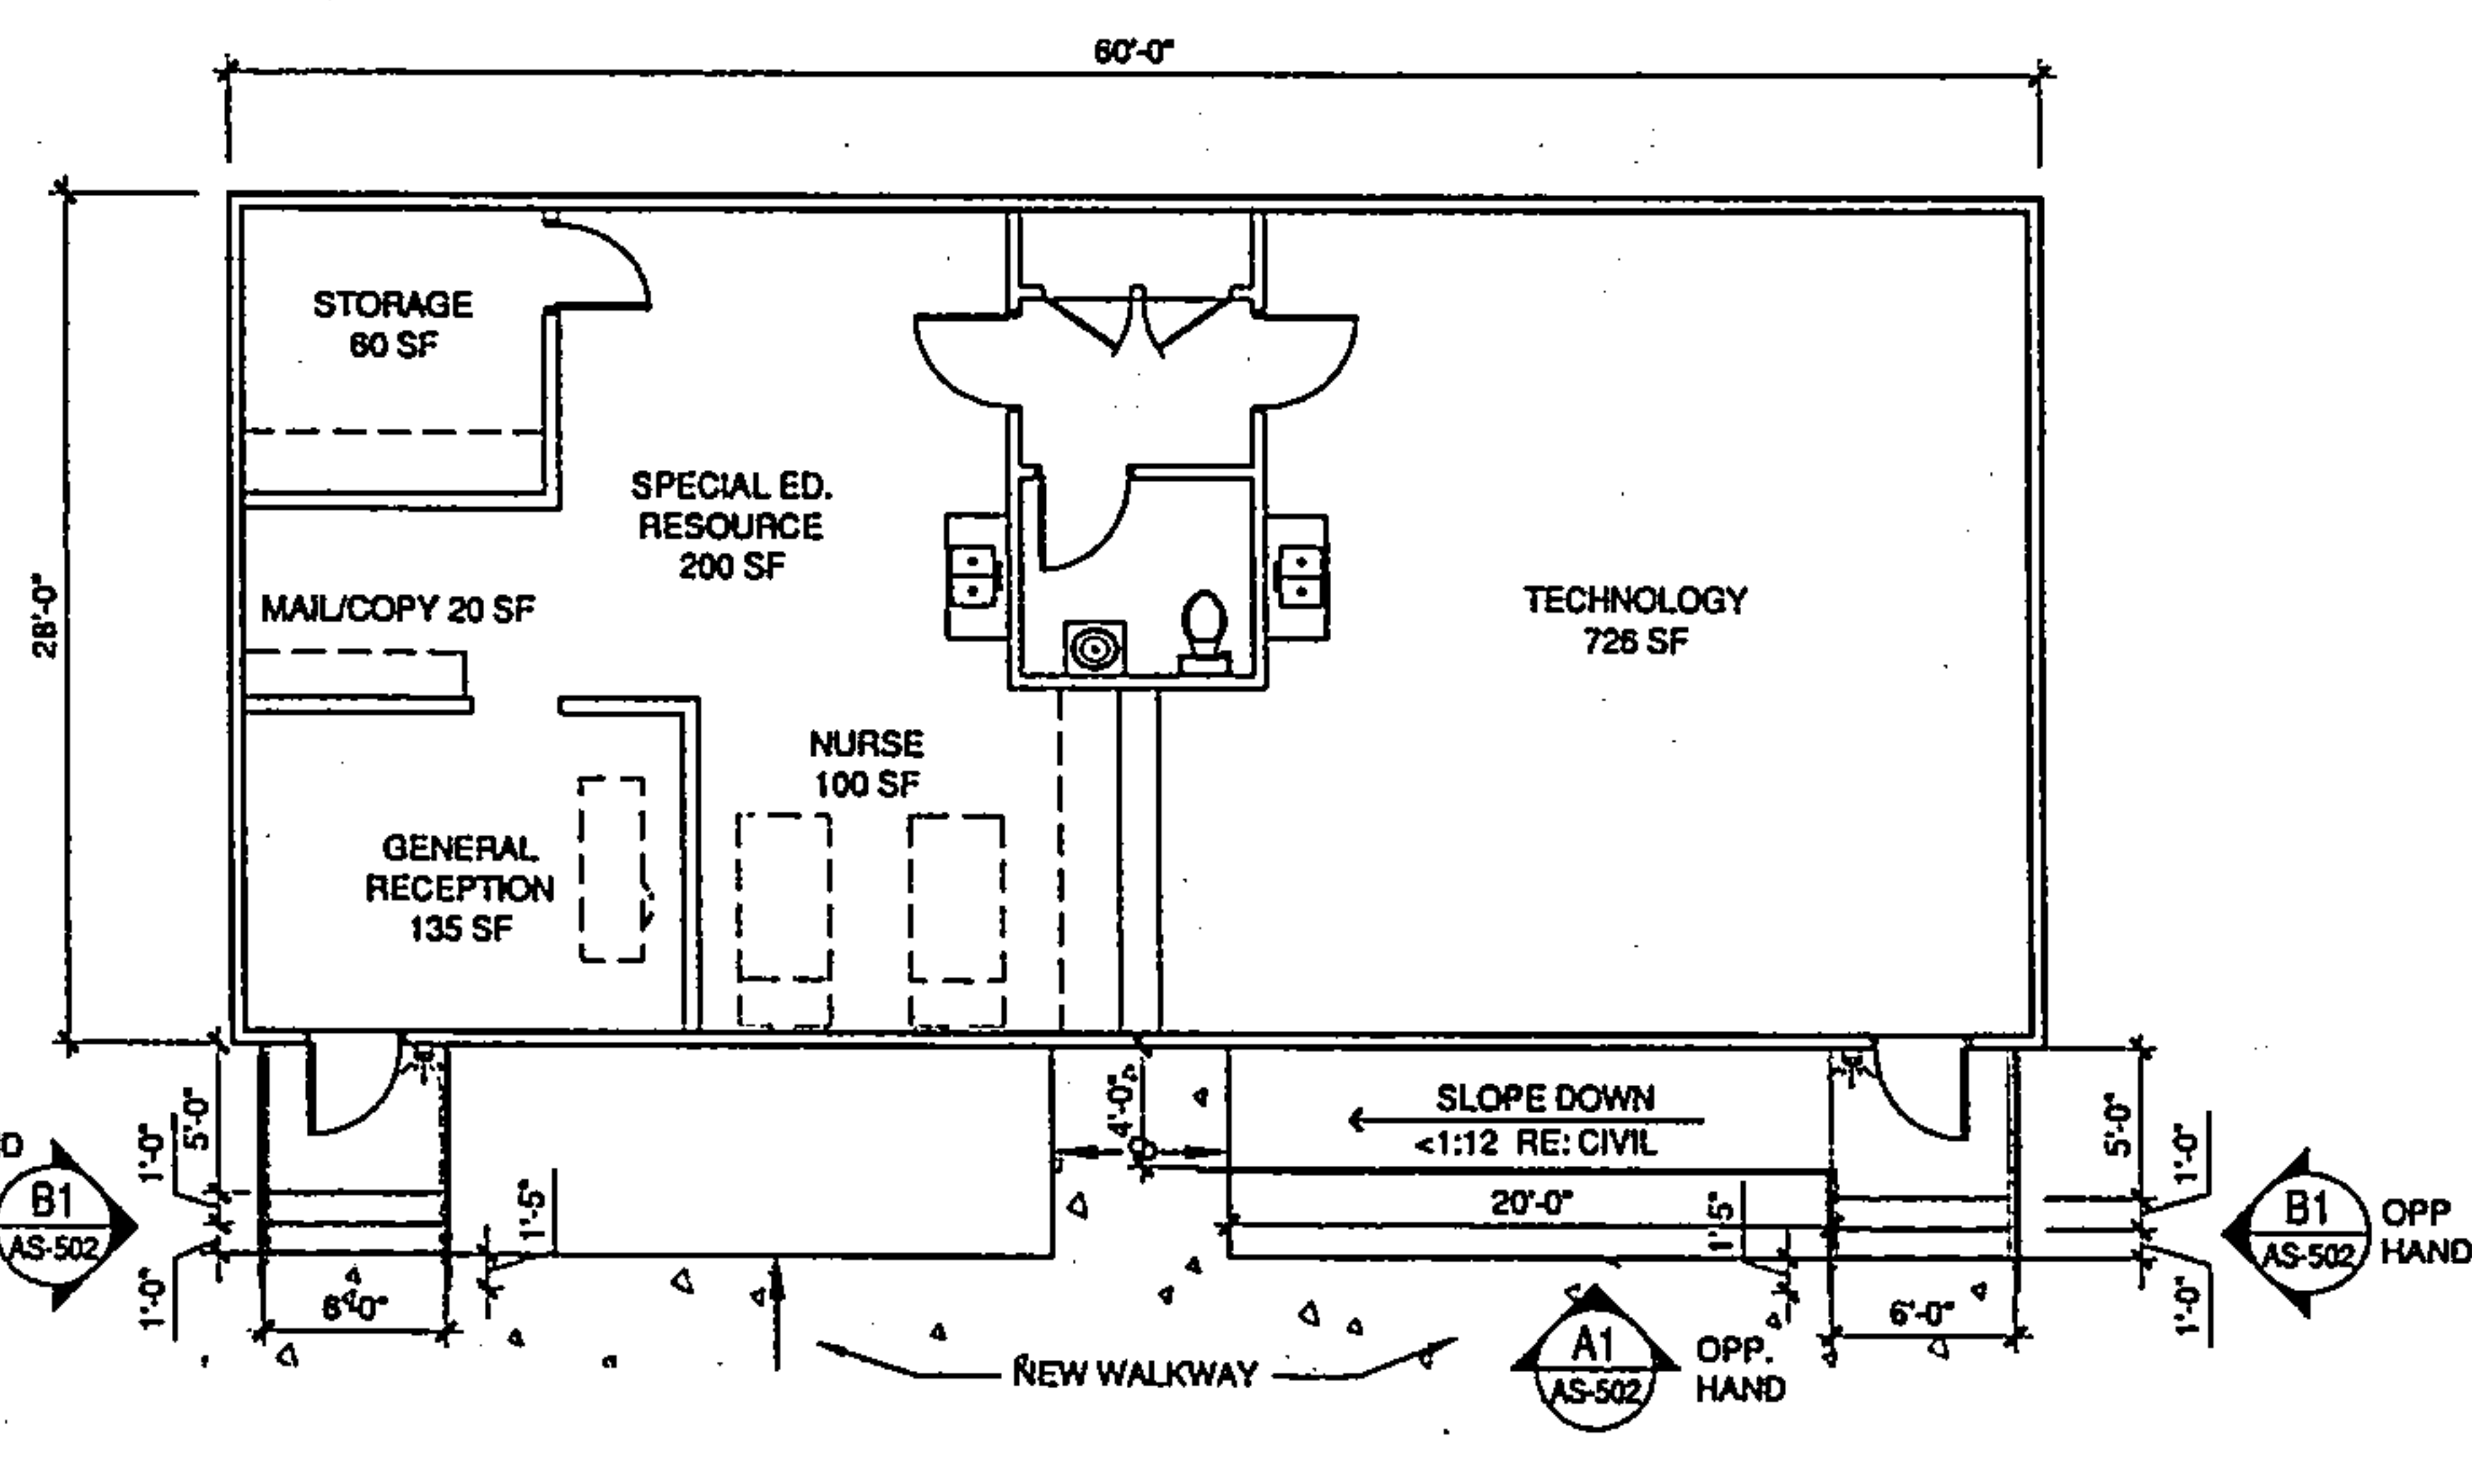 60'-0"
STORAGE
80 SF
SPECIAL ED.
RESOURCE
200 SF
28'-0"
MAIL/COPY 20 SF
TECHNOLOGY
726 SF
NURSE
100 SF
GENERAL
RECEPTION
135 SF
SLOPE DOWN
<1:12 RE: CIVIL
4'-0"
5'-0"
1'-0"
1'-0"
1'-5"
6'-0"
20'-0"
1'-5"
6'-0"
5'-0"
1'-0"
1'-0"
B1
AS-502
B1
AS-502
OPP
HAND
NEW WALKWAY
A1
AS-502
OPP.
HAND